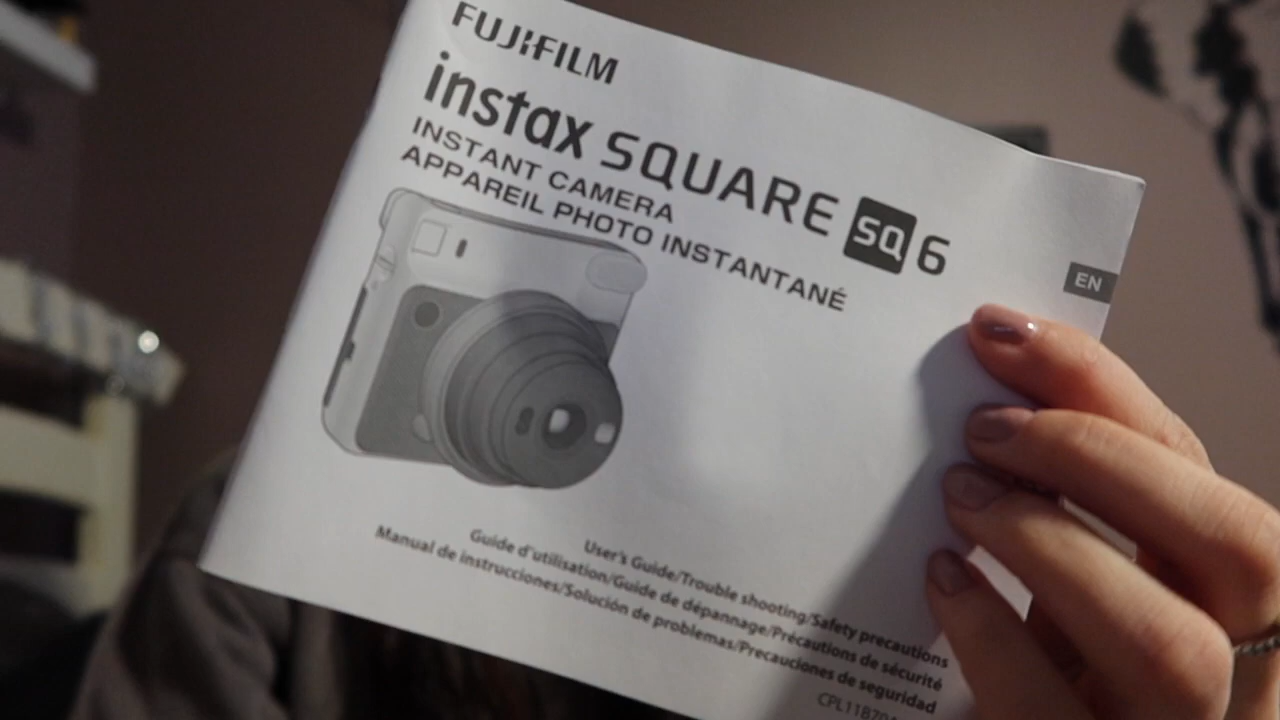 FUJIFILM
instax SQUARE SQ 6
INSTANT CAMERA
APPAREIL PHOTO INSTANTANÉ
EN
User's Guide/Trouble shooting/Safety precautions
Guide d'utilisation/Guide de dépannage/Précautions de sécurité
Manual de instrucciones/Solución de problemas/Precauciones de seguridad